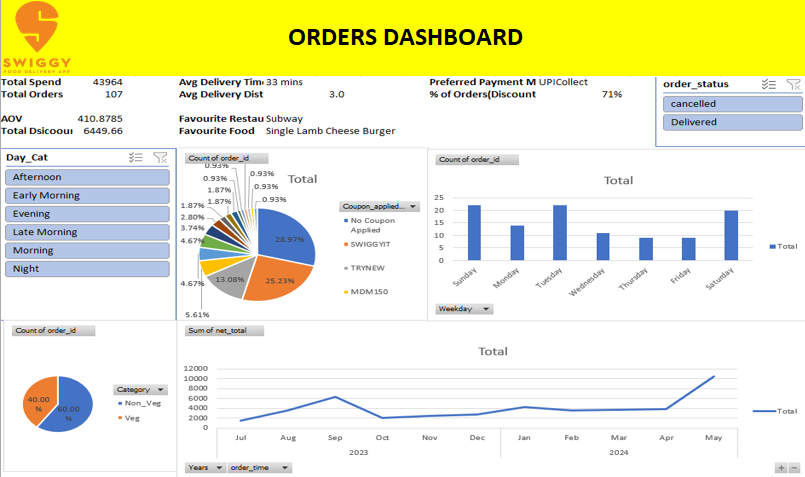 ORDERS DASHBOARD
SWIGGY
FOOD DELIVERY APP
Total Spend 43964
Total Orders 107
AOV 410.8785
Total Dsicoui 6449.66
Avg Delivery Tim 33 mins
Avg Delivery Dist 3.0
Favourite Restau Subway
Favourite Food Single Lamb Cheese Burger
Preferred Payment M UPICollect
% of Orders(Discount 71%
order_status
cancelled
Delivered
Day_Cat
Afternoon
Early Morning
Evening
Late Morning
Morning
Night
Count of order_id
Total
0.93%
0.93%
0.93%
0.93%
0.93%
1.87%
1.87%
1.87%
2.80%
3.74%
4.67%
4.67%
5.61%
13.08%
25.23%
28.97%
Coupon_applied...
No Coupon
Applied
SWIGGYIT
TRYNEW
MDM150
Count of order_id
Total
25
20
15
10
5
0
Sunday
Monday
Tuesday
Wednesday
Thursday
Friday
Saturday
Total
Weekday
Count of order_id
40.00
%
60.00
%
Category
Non_Veg
Veg
Sum of net_total
Total
12000
10000
8000
6000
4000
2000
0
Jul Aug Sep Oct Nov Dec Jan Feb Mar Apr May
2023 2024
Total
Years order_time